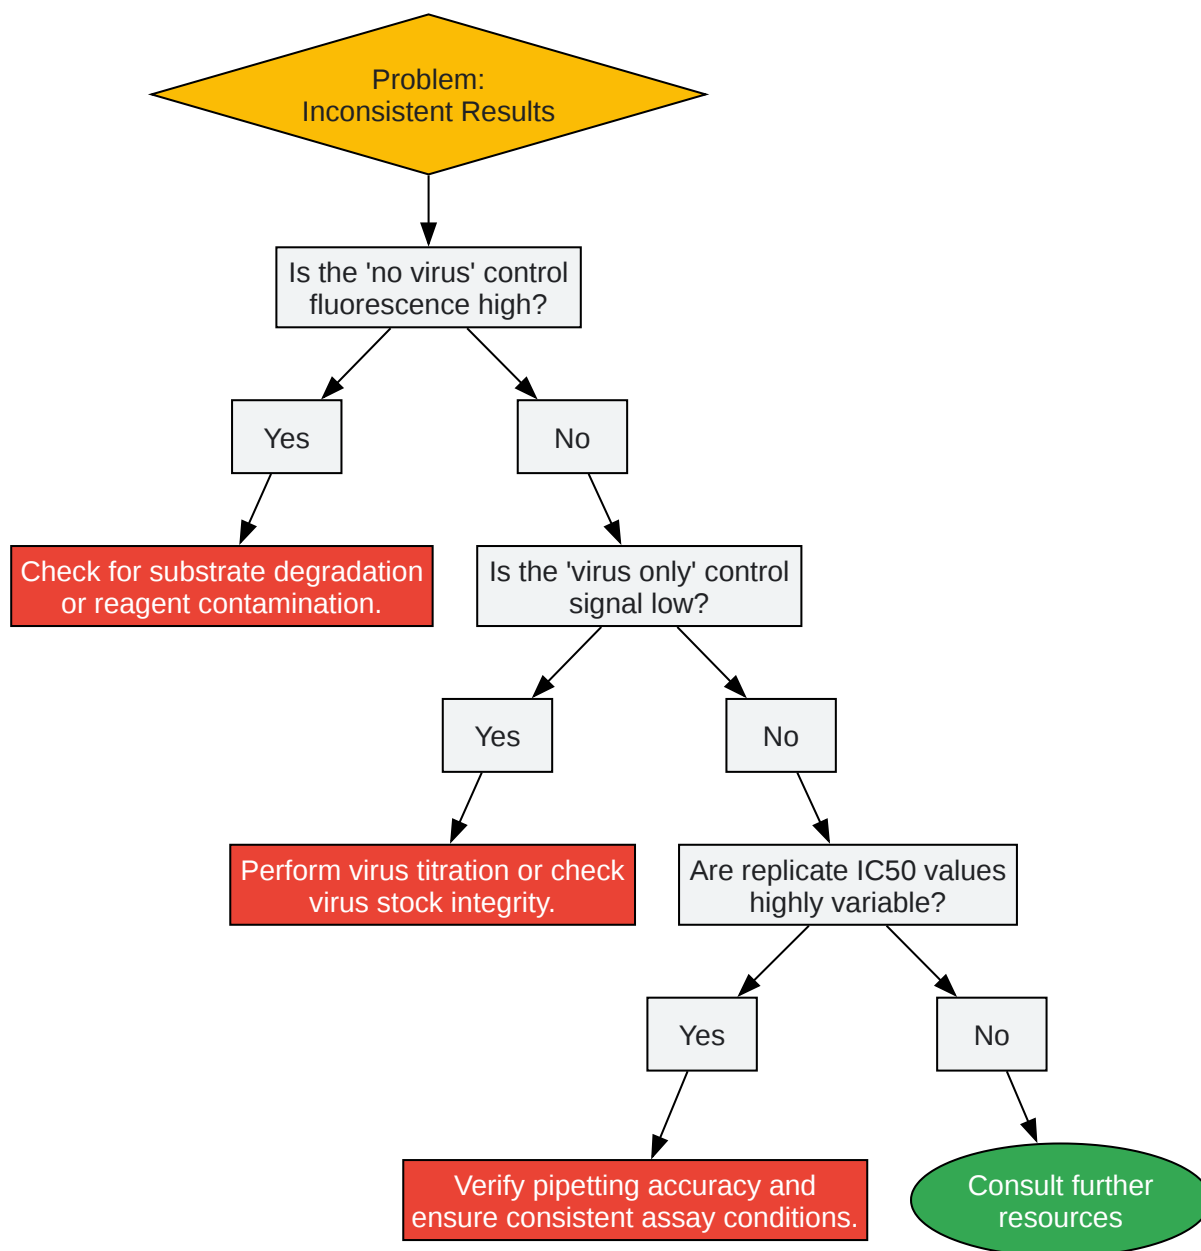 Problem:
Inconsistent Results
Is the 'no virus' control
fluorescence high?
Yes
No
Check for substrate degradation
or reagent contamination.
Is the 'virus only' control
signal low?
Yes
No
Perform virus titration or check
virus stock integrity.
Are replicate IC50 values
highly variable?
Yes
No
Verify pipetting accuracy and
ensure consistent assay conditions.
Consult further
resources